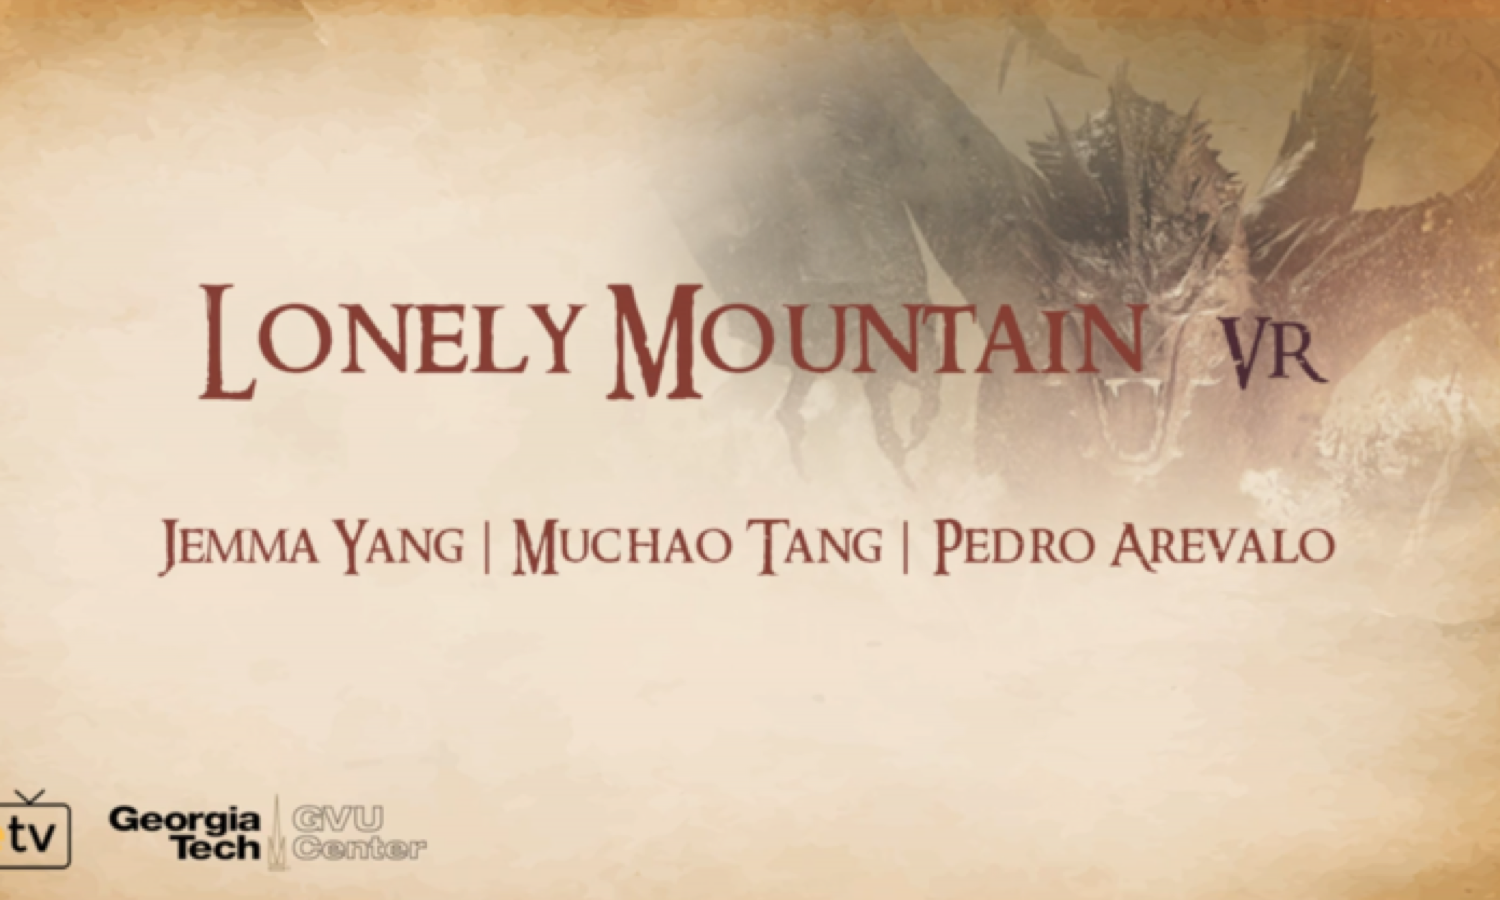 Lonely Mountain VR
Jemma Yang | Muchao Tang | Pedro Arevalo
tv
Georgia Tech
GVU Center